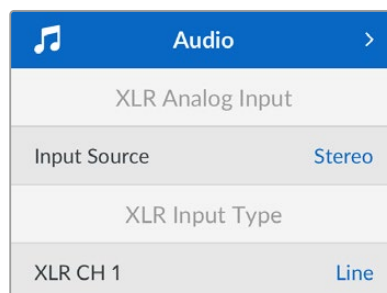 Audio
XLR Analog Input
Input Source Stereo
XLR Input Type
XLR CH 1 Line